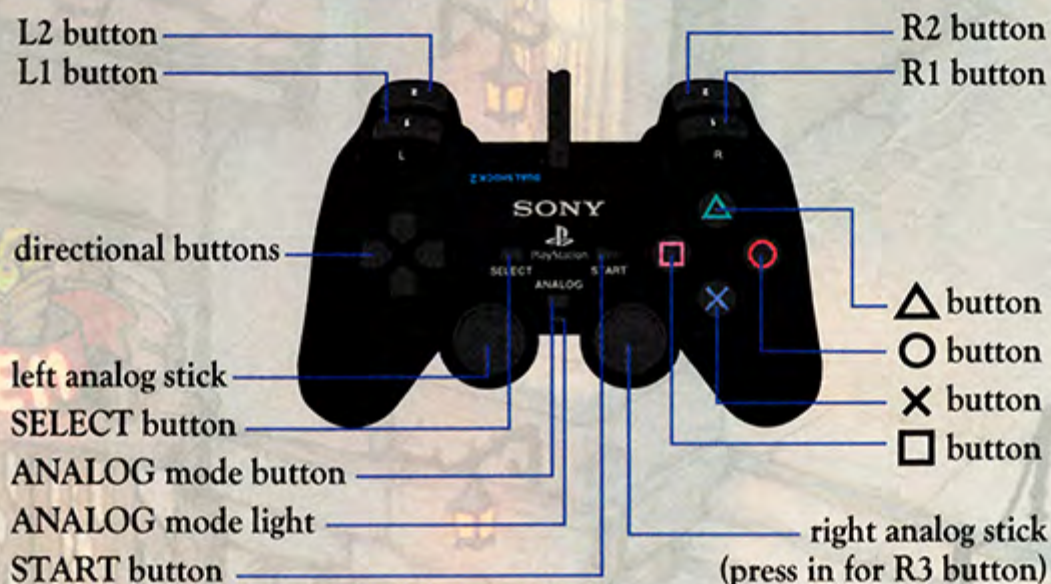 L2 button
L1 button
R2 button
R1 button
L
R
DUALSHOCK 2
SONY
PlayStation
SELECT
START
ANALOG
directional buttons
△ button
○ button
✕ button
□ button
left analog stick
SELECT button
ANALOG mode button
ANALOG mode light
START button
right analog stick
(press in for R3 button)